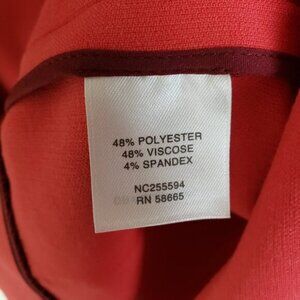 48% POLYESTER
48% VISCOSE
4% SPANDEX
NC255594
RN 58665